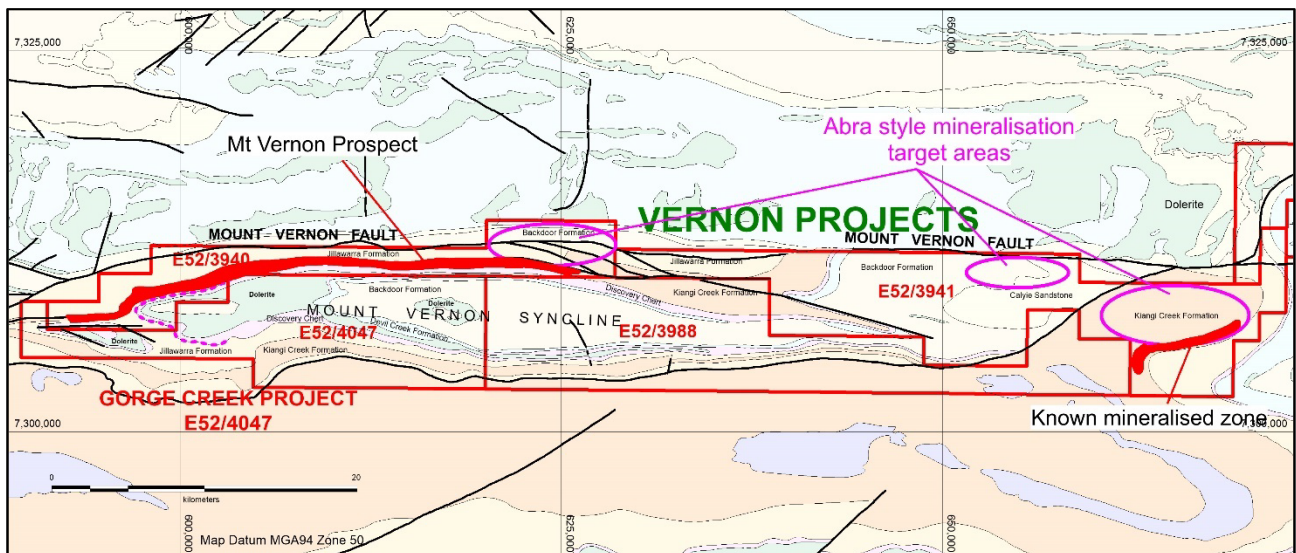 600,000
625,000
650,000
7,325,000
7,325,000
Abra style mineralisation
target areas
Mt Vernon Prospect
Dolerite
VERNON PROJECTS
Backdoor Formation
MOUNT VERNON FAULT
MOUNT VERNON FAULT
Jillawarra Formation
E52/3940
Jillawarra Formation
Backdoor Formation
Backdoor Formation
Discovery Chert
Kiangi Creek Formation
E52/3941
Calyie Sandstone
Dolerite
Dolerite
Kiangi Creek Formation
Discovery Chert
MOUNT VERNON SYNCLINE
E52/4047
E52/3988
Devil Creek Formation
Dolerite
Jillawarra Formation
Kiangi Creek Formation
GORGE CREEK PROJECT
E52/4047
Known mineralised zone
7,300,000
7,300,000
0
20
kilometers
Map Datum MGA94 Zone 50
600,000
625,000
650,000